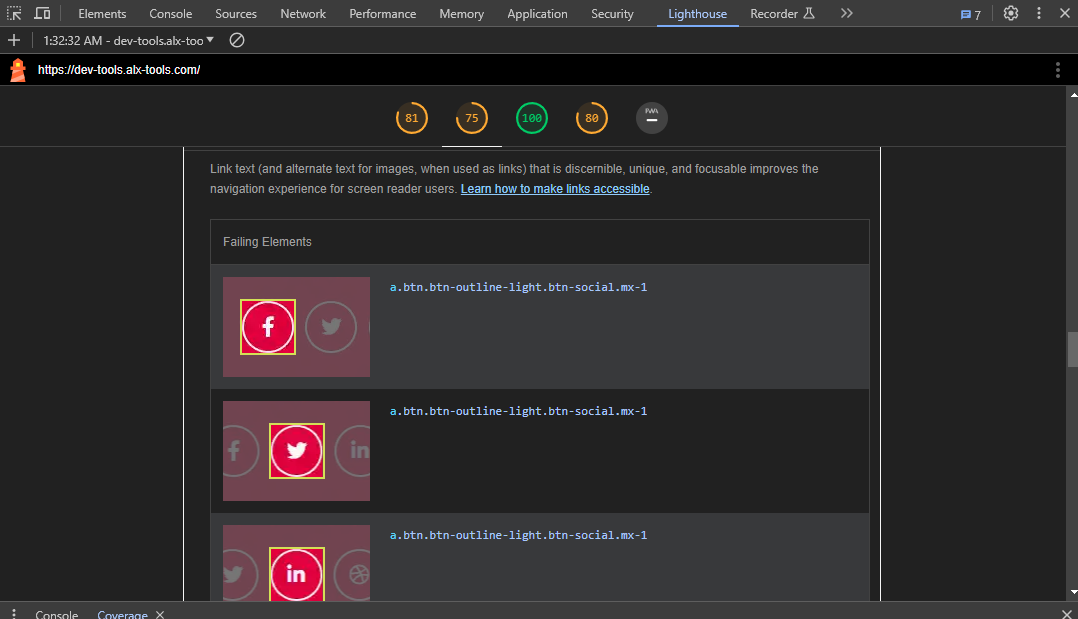 Elements Console Sources Network Performance Memory Application Security Lighthouse Recorder 7
1:32:32 AM - dev-tools.alx-too
https://dev-tools.alx-tools.com/
81 75 100 80 PWA
Link text (and alternate text for images, when used as links) that is discernible, unique, and focusable improves the
navigation experience for screen reader users. Learn how to make links accessible.
Failing Elements
a.btn.btn-outline-light.btn-social.mx-1
a.btn.btn-outline-light.btn-social.mx-1
in
a.btn.btn-outline-light.btn-social.mx-1
in
Console Coverage